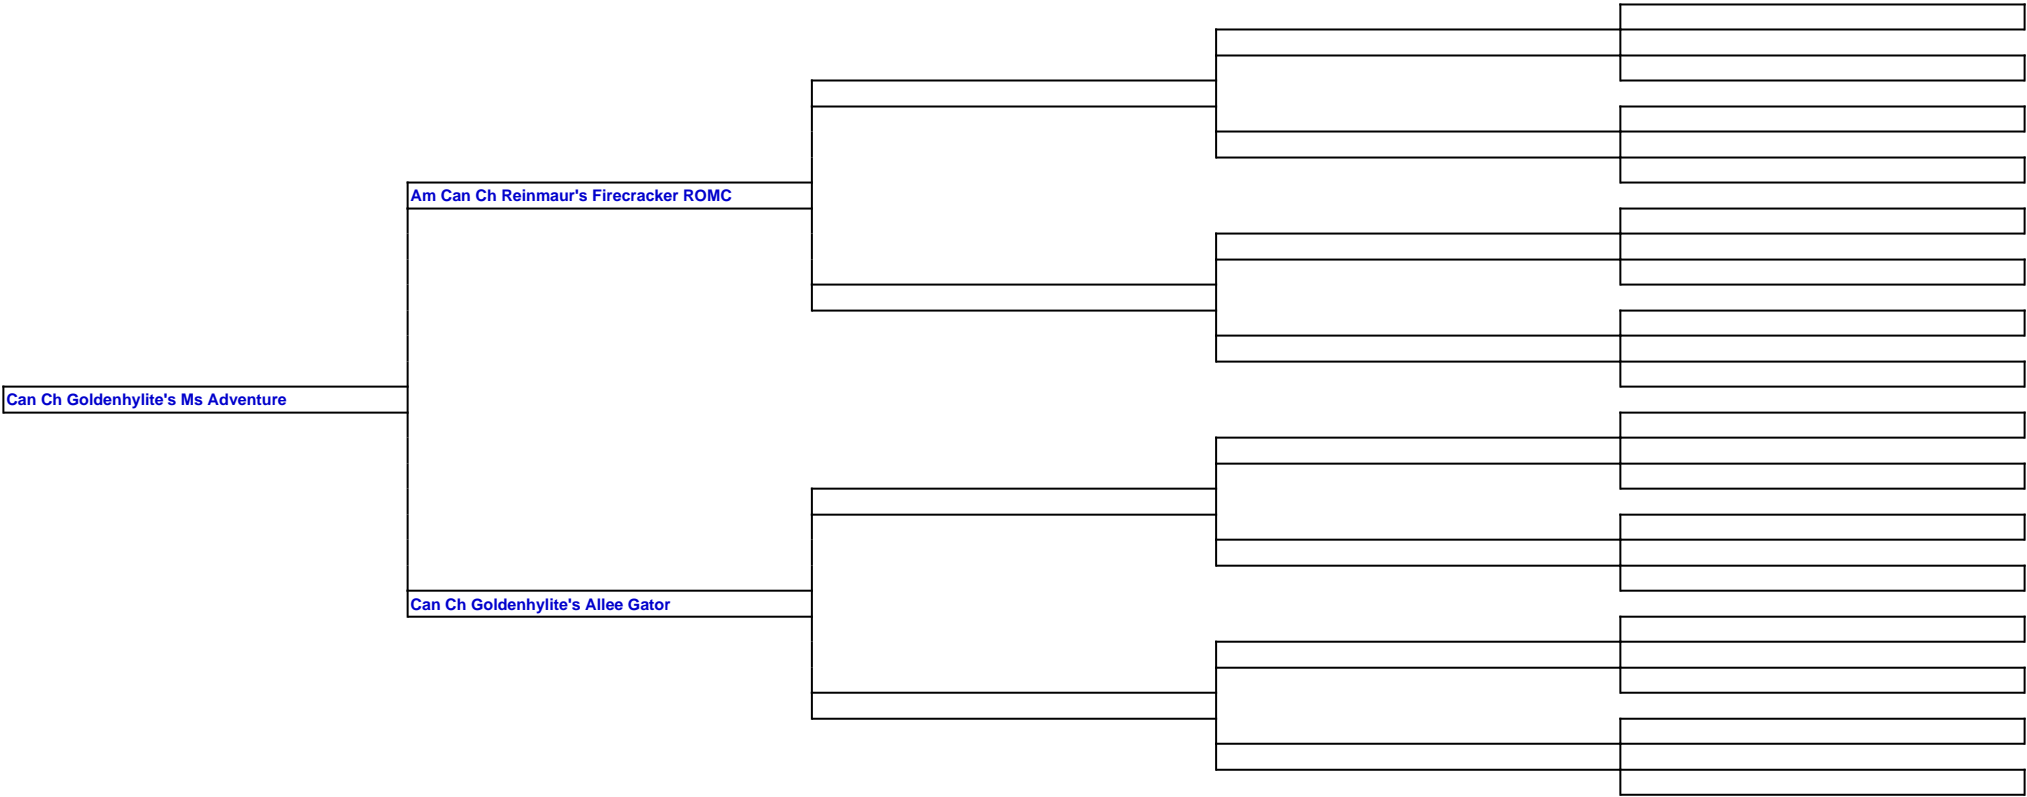 Am Can Ch Reinmaur's Firecracker ROMC
Can Ch Goldenhylite's Ms Adventure
Can Ch Goldenhylite's Allee Gator